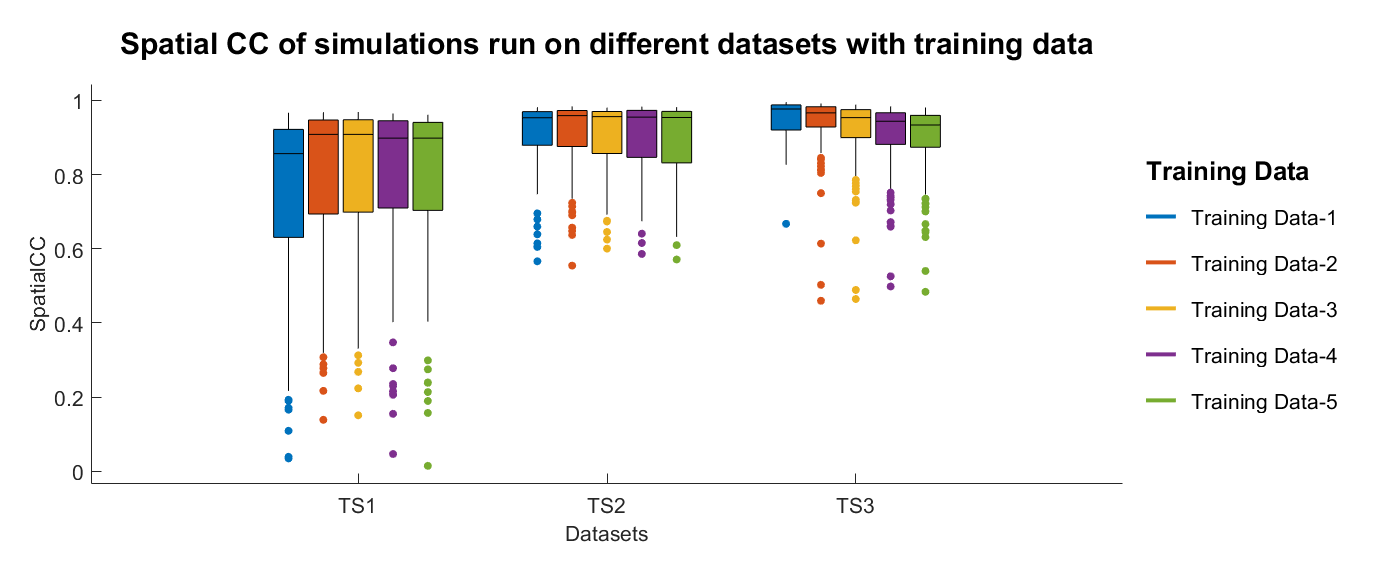 Spatial CC of simulations run on different datasets with training data
1
0.8
0.6
0.4
0.2
0
SpatialCC
TS1
TS2
TS3
Datasets
Training Data
Training Data-1
Training Data-2
Training Data-3
Training Data-4
Training Data-5